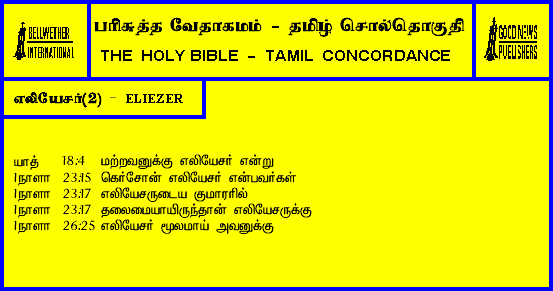 BELLWETHER
INTERNATIONAL
பரிசுத்த வேதாகமம் - தமிழ் சொல்தொகுதி
THE HOLY BIBLE - TAMIL CONCORDANCE
GOOD NEWS
PUBLISHERS
எலியேசர்(2) - ELIEZER
யாத் 18:4 மற்றவனுக்கு எலியேசர் என்று
1நாளா 23:15 கெர்சோன் எலியேசர் என்பவர்கள்
1நாளா 23:17 எலியேசருடைய குமாரரில்
1நாளா 23:17 தலைமையாயிருந்தான் எலியேசருக்கு
1நாளா 26:25 எலியேசர் மூலமாய் அவனுக்கு